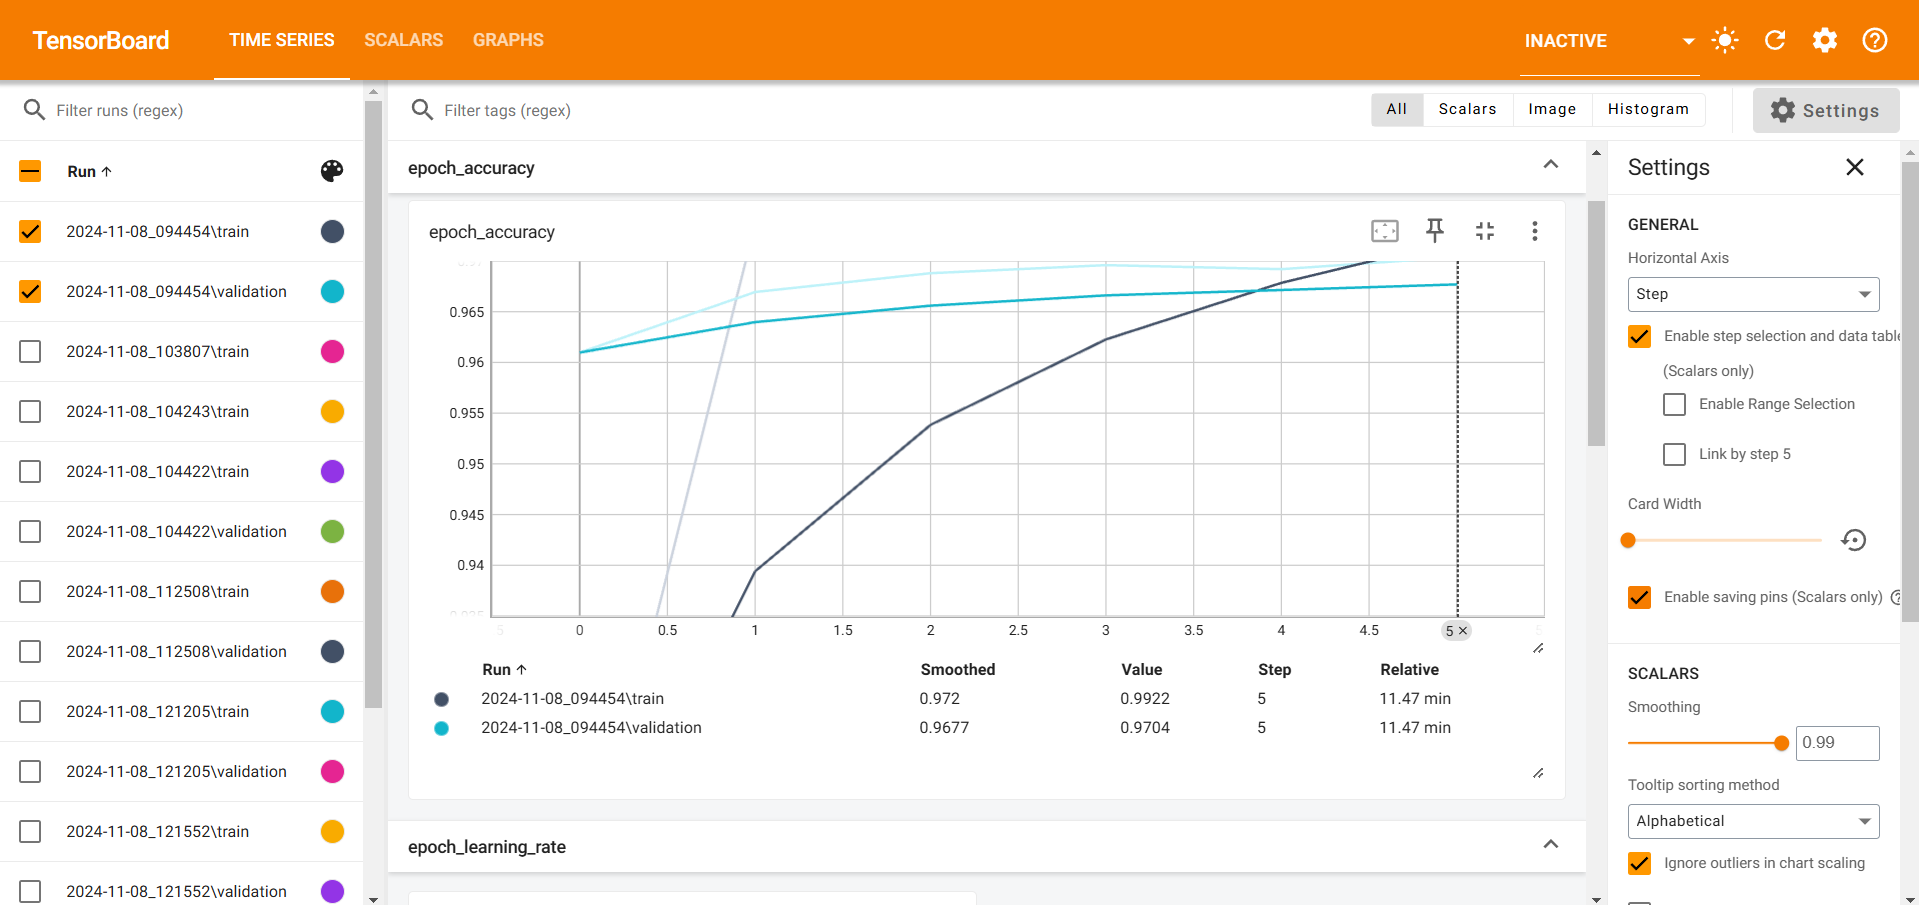 TensorBoard
TIME SERIES
SCALARS
GRAPHS
INACTIVE
Filter runs (regex)
Filter tags (regex)
All
Scalars
Image
Histogram
Settings
Run
2024-11-08_094454\train
2024-11-08_094454\validation
2024-11-08_103807\train
2024-11-08_104243\train
2024-11-08_104422\train
2024-11-08_104422\validation
2024-11-08_112508\train
2024-11-08_112508\validation
2024-11-08_121205\train
2024-11-08_121205\validation
2024-11-08_121552\train
2024-11-08_121552\validation
epoch_accuracy
epoch_accuracy
0.97
0.965
0.96
0.955
0.95
0.945
0.94
0.935
0 0.5 1 1.5 2 2.5 3 3.5 4 4.5 5
Run Smoothed Value Step Relative
2024-11-08_094454\train 0.972 0.9922 5 11.47 min
2024-11-08_094454\validation 0.9677 0.9704 5 11.47 min
epoch_learning_rate
Settings
GENERAL
Horizontal Axis
Step
Enable step selection and data table
(Scalars only)
Enable Range Selection
Link by step 5
Card Width
Enable saving pins (Scalars only)
SCALARS
Smoothing
0.99
Tooltip sorting method
Alphabetical
Ignore outliers in chart scaling